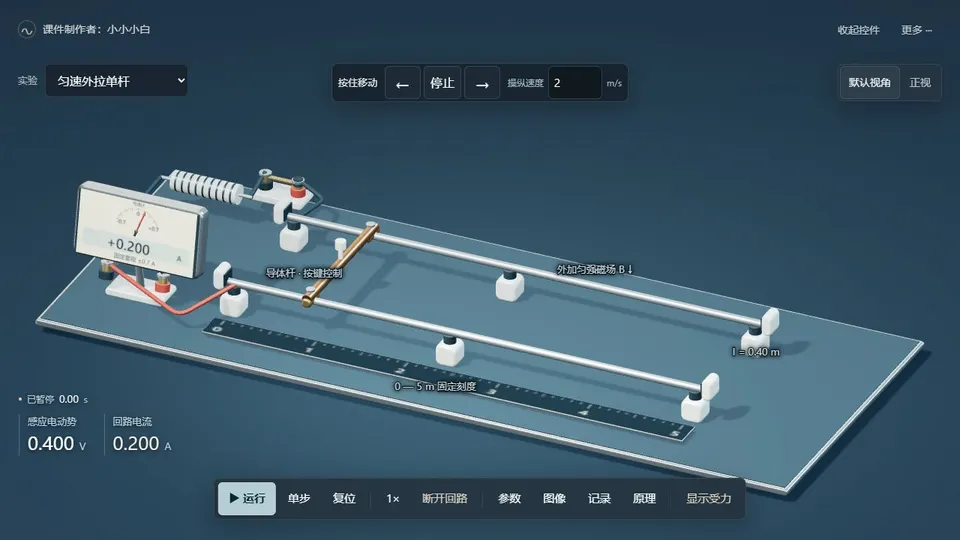 课件制作者：小小小白
收起控件
更多 ···
实验
匀速外拉单杆
按住移动
←
停止
→
操纵速度
2
m/s
默认视角
正视
+0.200
A
导体杆 · 按键控制
外加匀强磁场 B↓
l = 0.40 m
0
1
2
3
4
5
0 — 5 m 固定刻度
• 已暂停 0.00 s
感应电动势
0.400 V
回路电流
0.200 A
▶ 运行
单步
复位
1×
断开回路
参数
图像
记录
原理
显示受力